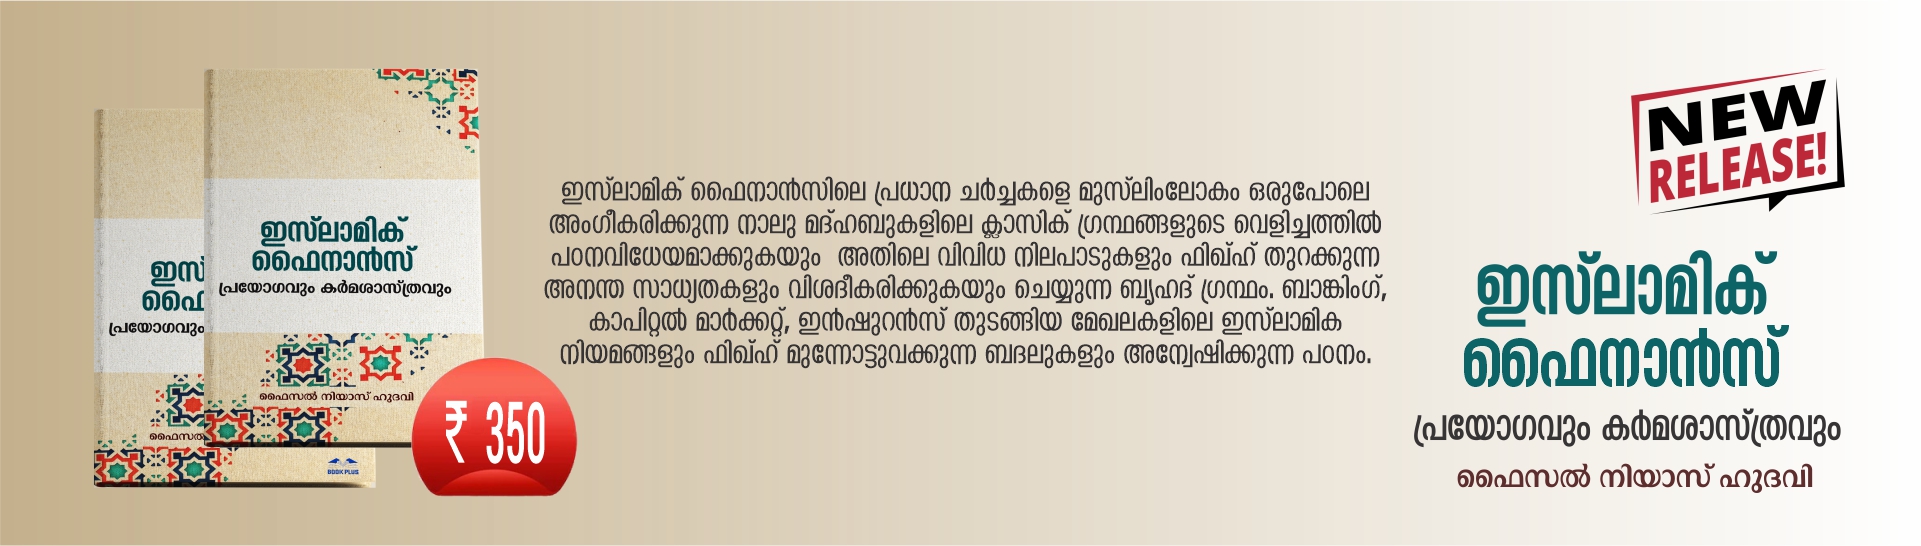 ഇസ്‌ലാമിക്
ഫൈനാൻസ്
പ്രയോഗവും കർമശാസ്ത്രവും
ഫൈസൽ നിയാസ് ഹുദവി
ഇസ്
ഫൈ
പ്രയോഗവും
ഫൈസൽ
BOOK PLUS
₹ 350
ഇസ്‌ലാമിക് ഫൈനാൻസിലെ പ്രധാന ചർച്ചകളെ മുസ്‌ലിംലോകം ഒരുപോലെ
അംഗീകരിക്കുന്ന നാലു മദ്ഹബുകളിലെ ക്ലാസിക് ഗ്രന്ഥങ്ങളുടെ വെളിച്ചത്തിൽ
പഠനവിധേയമാക്കുകയും അതിലെ വിവിധ നിലപാടുകളും ഫിഖ്ഹ് തുറക്കുന്ന
അനന്ത സാധ്യതകളും വിശദീകരിക്കുകയും ചെയ്യുന്ന ബൃഹദ് ഗ്രന്ഥം. ബാങ്കിംഗ്,
കാപിറ്റൽ മാർക്കറ്റ്, ഇൻഷുറൻസ് തുടങ്ങിയ മേഖലകളിലെ ഇസ്‌ലാമിക
നിയമങ്ങളും ഫിഖ്ഹ് മുന്നോട്ടുവക്കുന്ന ബദലുകളും അന്വേഷിക്കുന്ന പഠനം.
NEW
RELEASE!
ഇസ്‌ലാമിക്
ഫൈനാൻസ്
പ്രയോഗവും കർമശാസ്ത്രവും
ഫൈസൽ നിയാസ് ഹുദവി